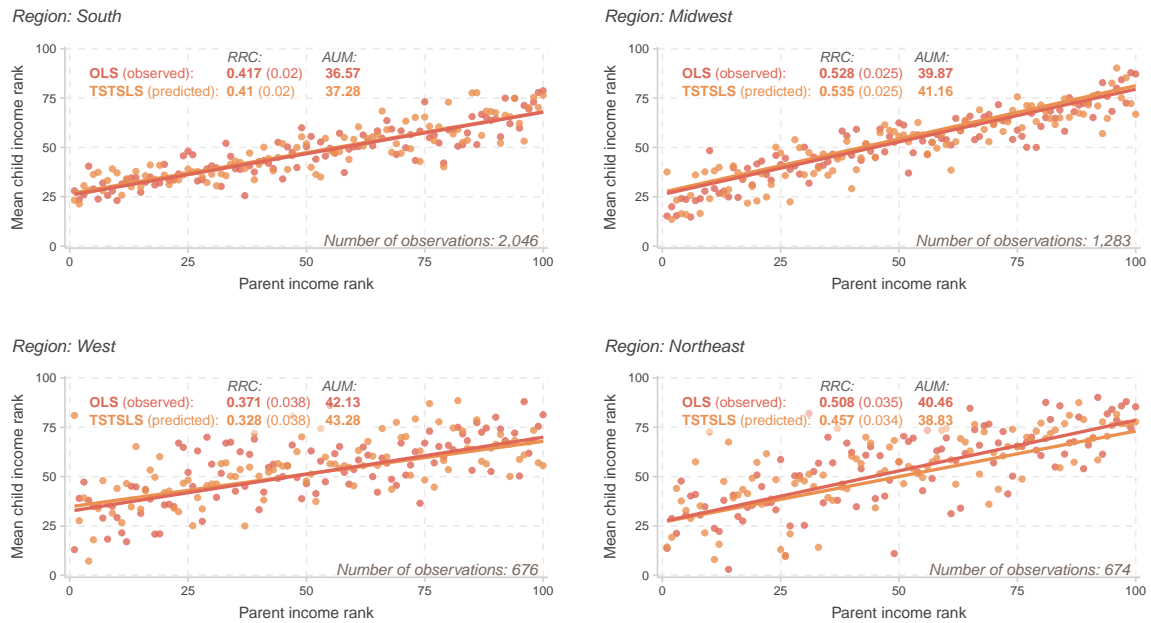 Region: South
RRC: AUM:
OLS (observed): 0.417 (0.02) 36.57
TSTSLS (predicted): 0.41 (0.02) 37.28
100
75
50
25
0
Mean child income rank
Number of observations: 2,046
0 25 50 75 100
Parent income rank
Region: Midwest
RRC: AUM:
OLS (observed): 0.528 (0.025) 39.87
TSTSLS (predicted): 0.535 (0.025) 41.16
100
75
50
25
0
Mean child income rank
Number of observations: 1,283
0 25 50 75 100
Parent income rank
Region: West
RRC: AUM:
OLS (observed): 0.371 (0.038) 42.13
TSTSLS (predicted): 0.328 (0.038) 43.28
100
75
50
25
0
Mean child income rank
Number of observations: 676
0 25 50 75 100
Parent income rank
Region: Northeast
RRC: AUM:
OLS (observed): 0.508 (0.035) 40.46
TSTSLS (predicted): 0.457 (0.034) 38.83
100
75
50
25
0
Mean child income rank
Number of observations: 674
0 25 50 75 100
Parent income rank